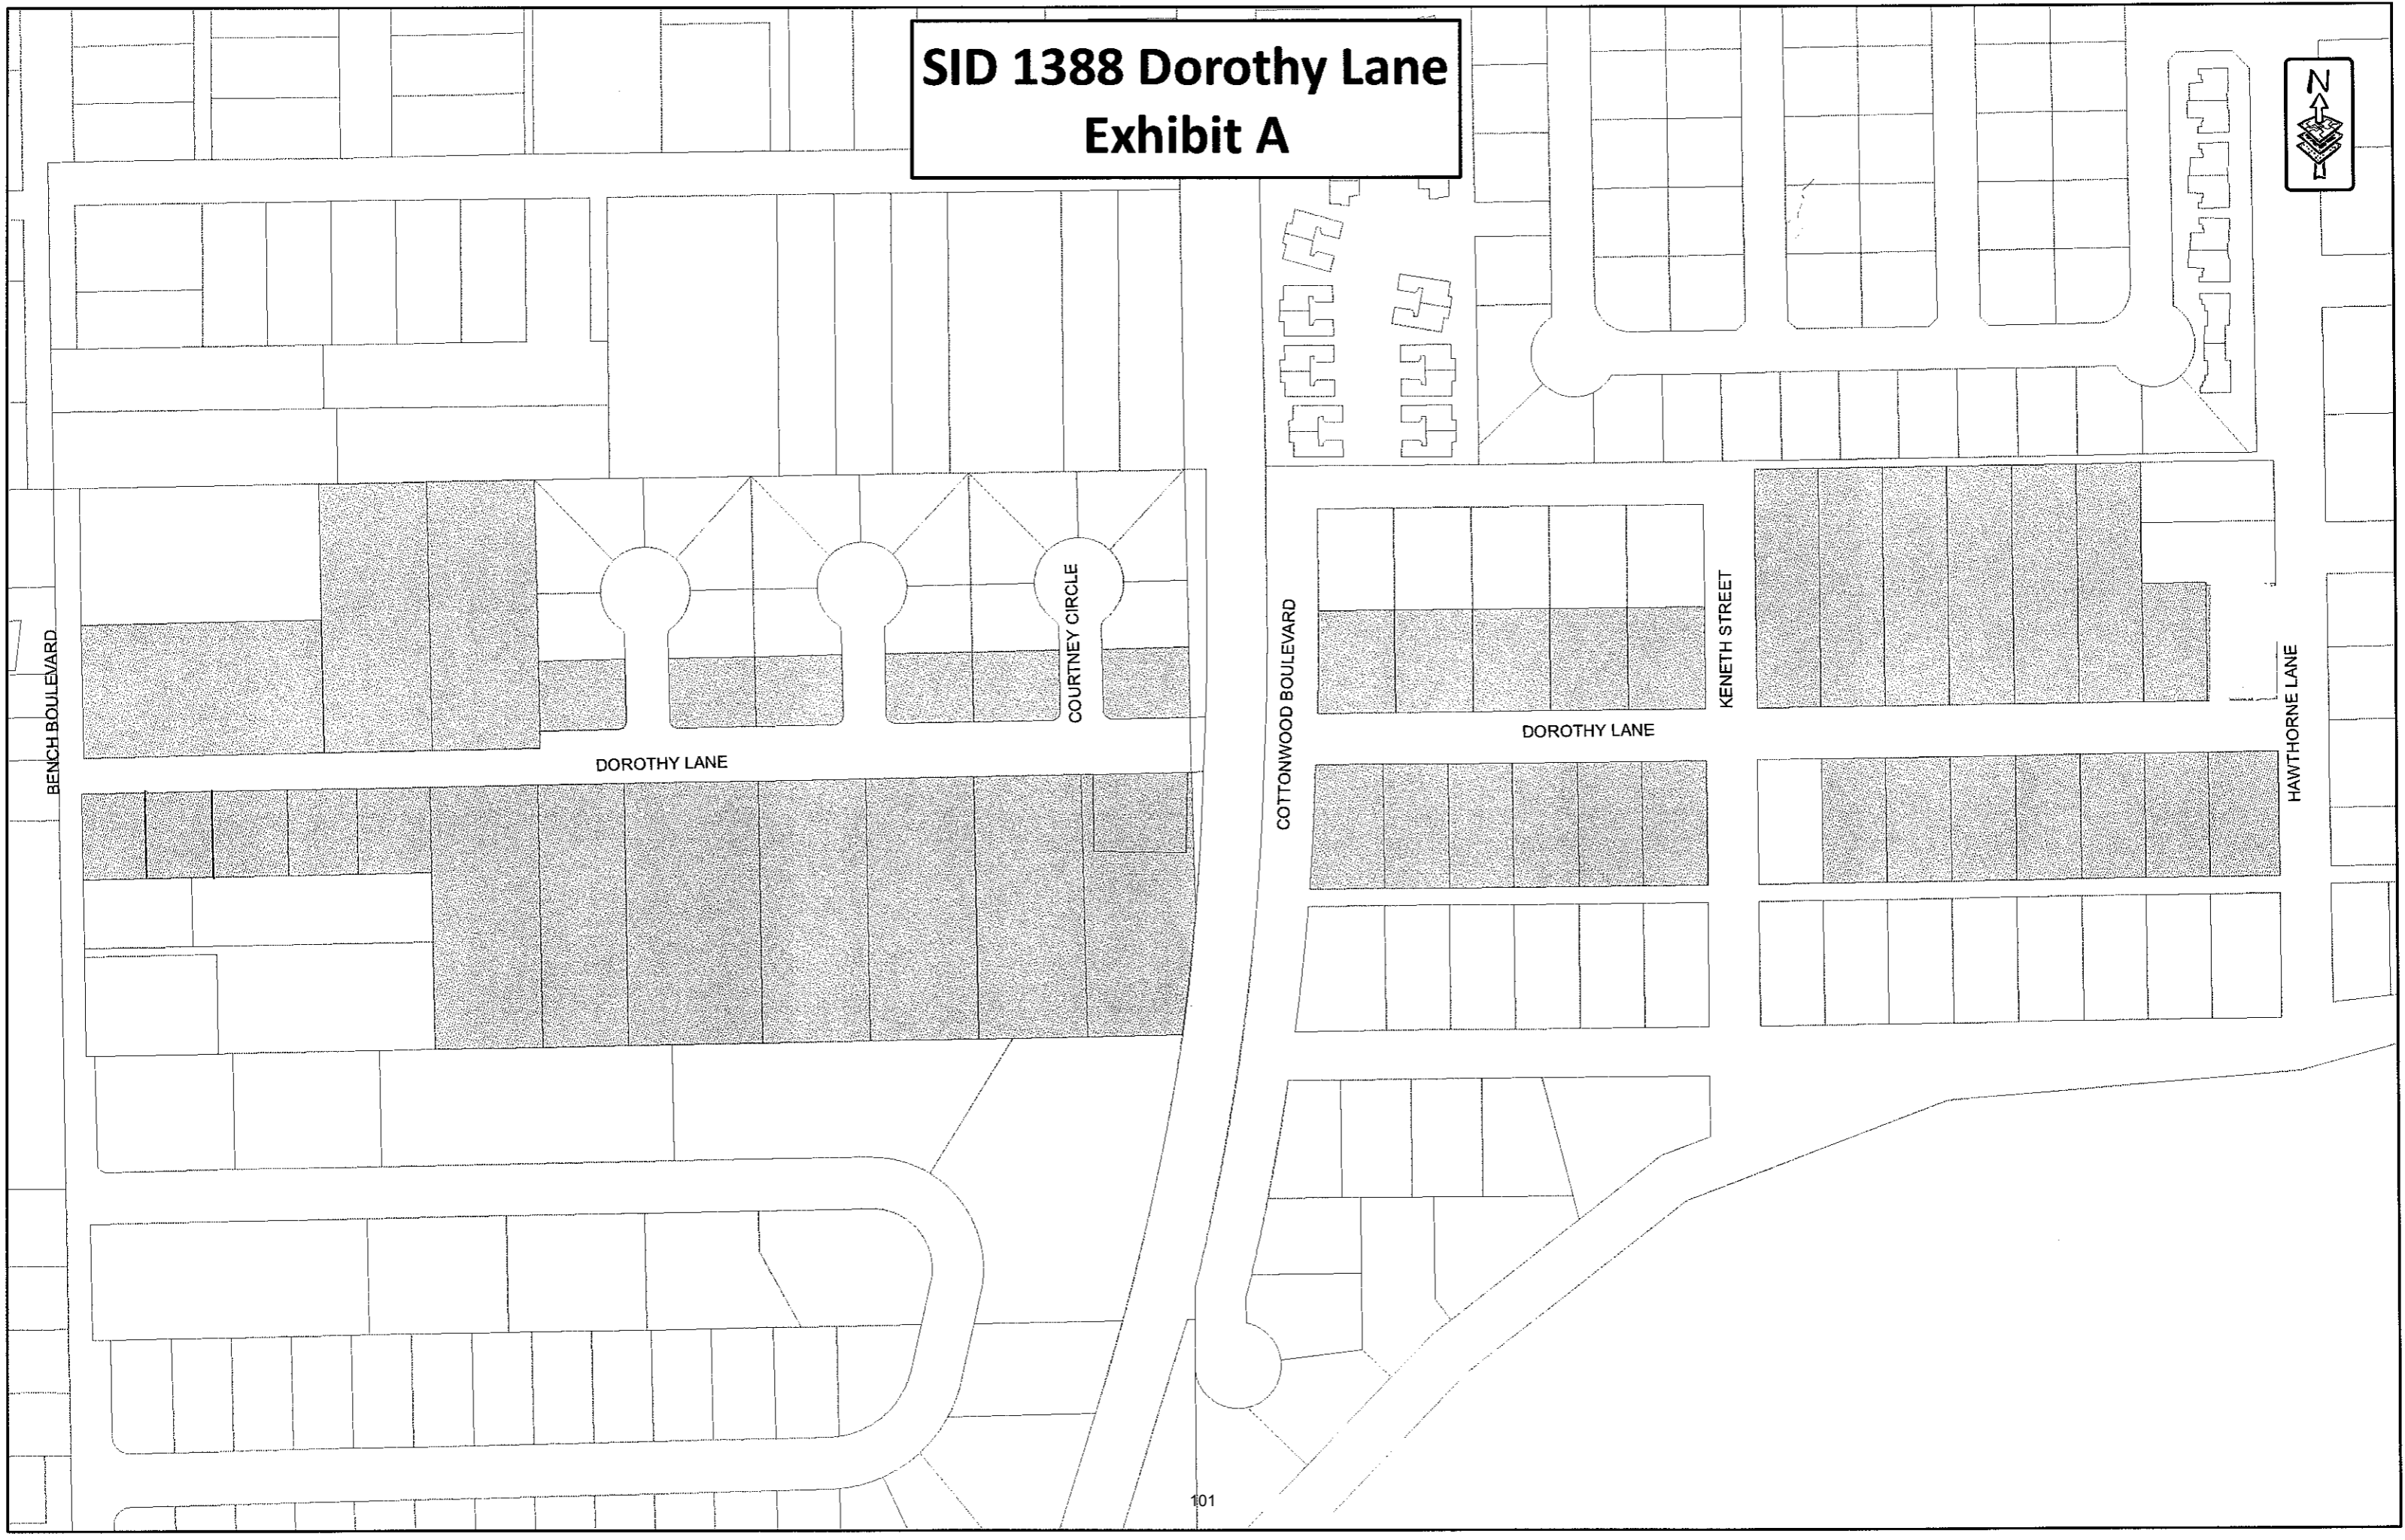 SID 1388 Dorothy Lane
Exhibit A
N
BENCH BOULEVARD
COURTNEY CIRCLE
COTTONWOOD BOULEVARD
KENETH STREET
HAWTHORNE LANE
DOROTHY LANE
DOROTHY LANE
101